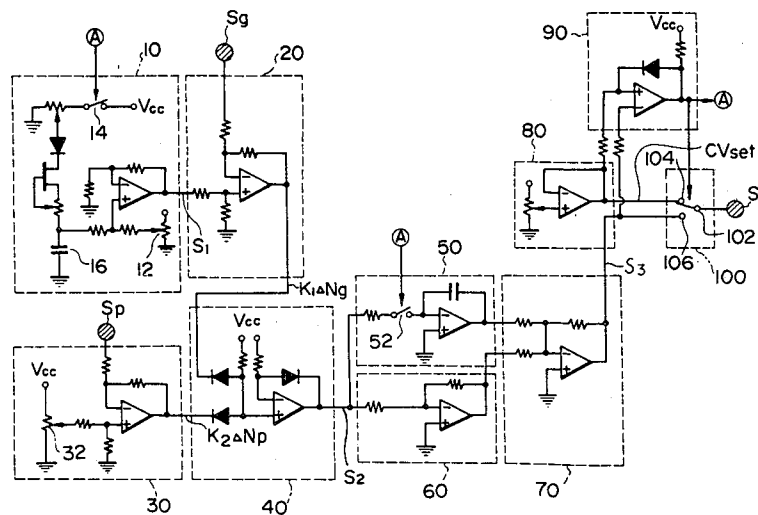 Sg
90
Vcc
A
10
20
A
Vcc
14
80
CVset
104
S
102
106
100
S1
16
12
A
50
S3
K1ΔNg
Sp
52
Vcc
Vcc
32
K2ΔNp
S2
30
40
60
70